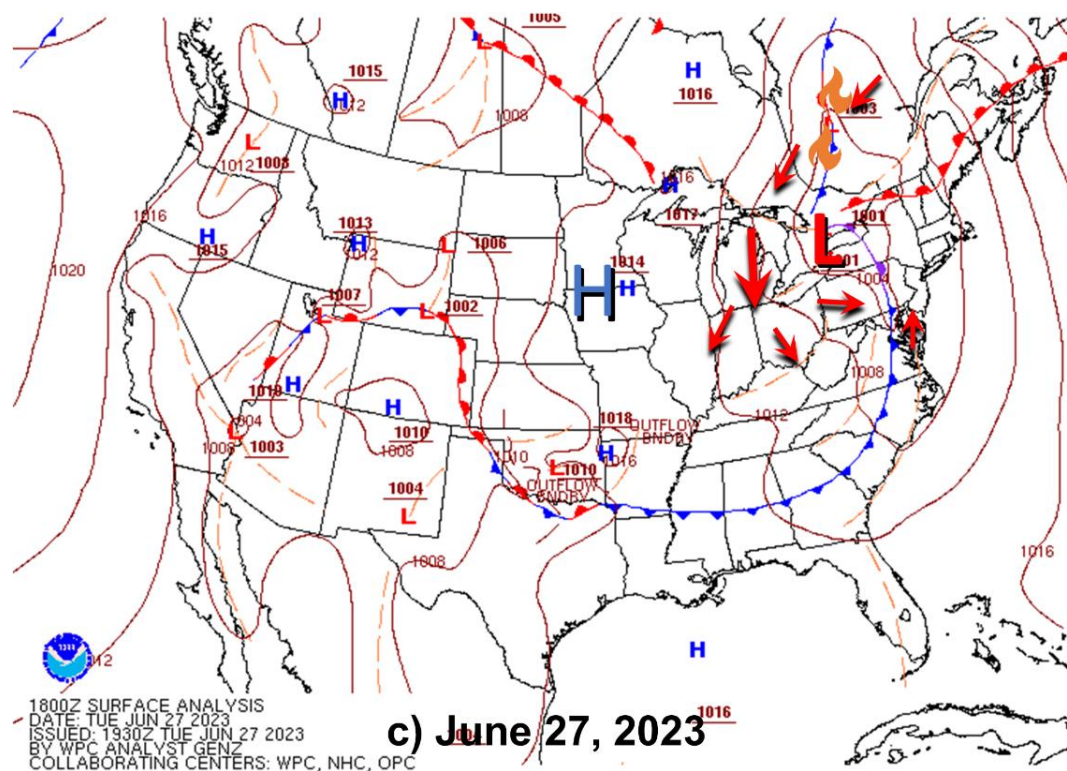 1005
L
1015
H
1012
H
1016
1003
1008
L
1012
1008
1016
H
1015
1013
H
1012
L
1006
H
1016
1017
1001
L
1001
1004
1020
1007
L
L
1002
H
1014
H
H
1010
H
1010
1008
1004
1008
L
1003
1004
L
1010
L
1010
OUTFLOW
BNDRY
1018
H
1016
OUTFLOW
BNDRY
1012
1008
1008
1016
H
1016
1012
1800Z SURFACE ANALYSIS
DATE: TUE JUN 27 2023
ISSUED: 1930Z TUE JUN 27 2023
BY WPC ANALYST GENZ
COLLABORATING CENTERS: WPC, NHC, OPC
c) June 27, 2023